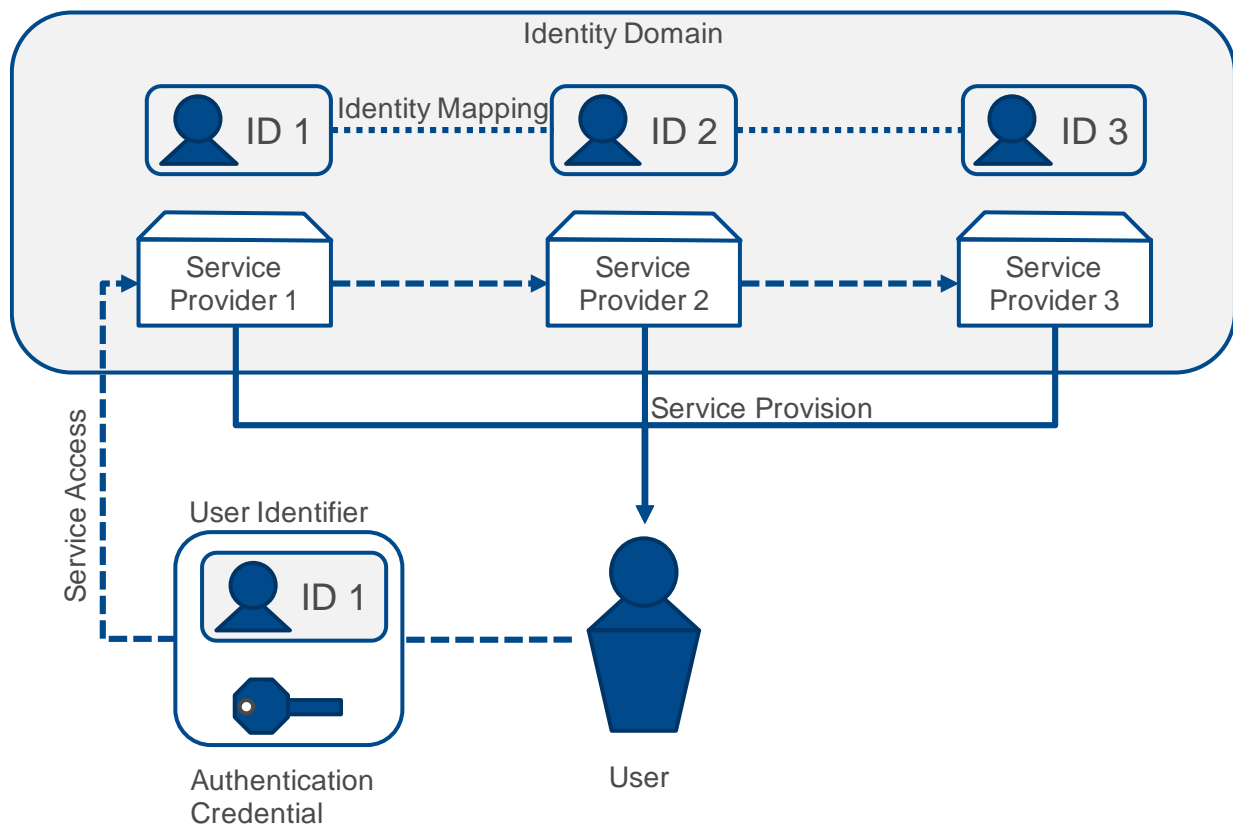 Identity Domain
ID 1
Identity Mapping
ID 2
ID 3
Service
Provider 1
Service
Provider 2
Service
Provider 3
Service Provision
Service Access
User Identifier
ID 1
Authentication
Credential
User